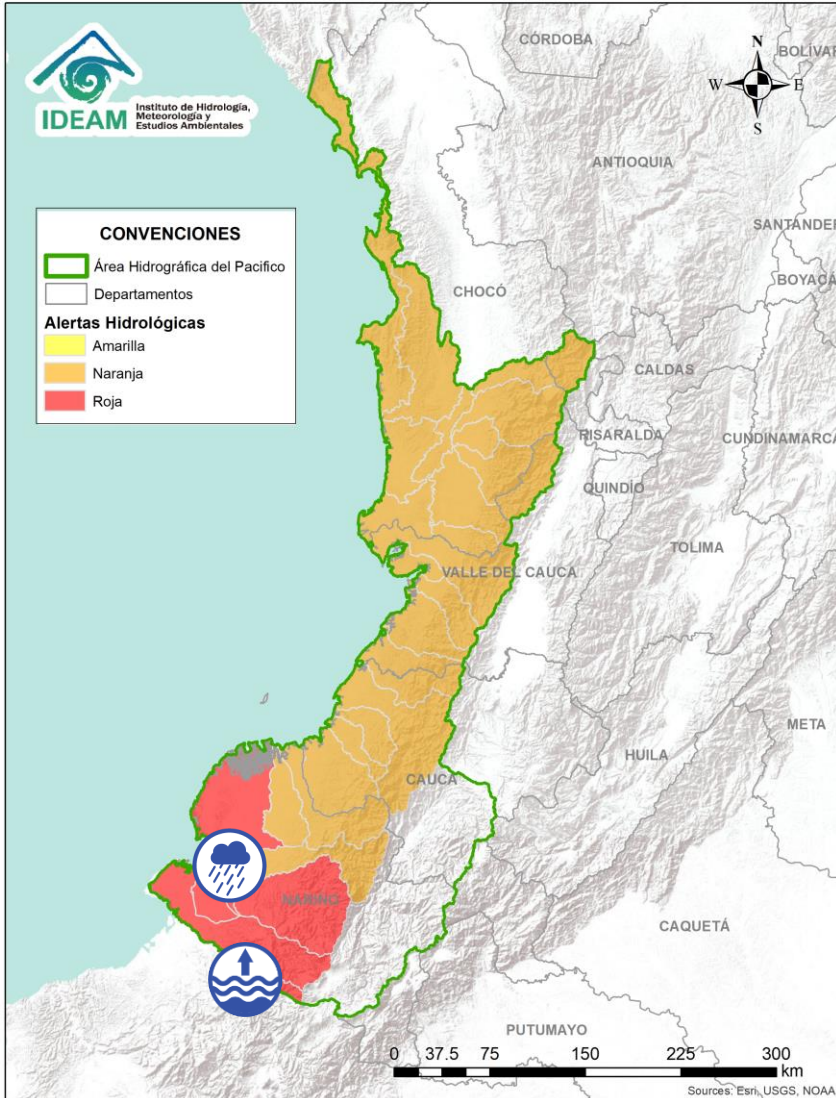 CÓRDOBA
BOLÍVAR
N
W
E
S
IDEAM
Instituto de Hidrología,
Meteorología y
Estudios Ambientales
ANTIOQUIA
SANTANDER
CONVENCIONES
Área Hidrográfica del Pacifico
Departamentos
Alertas Hidrológicas
Amarilla
Naranja
Roja
BOYACÁ
CHOCÓ
CALDAS
RISARALDA
CUNDINAMARCA
QUINDÍO
TOLIMA
VALLE DEL CAUCA
META
HUILA
CAUCA
NARIÑO
CAQUETÁ
PUTUMAYO
0 37.5 75 150 225 300
km
Sources: Esri, USGS, NOAA